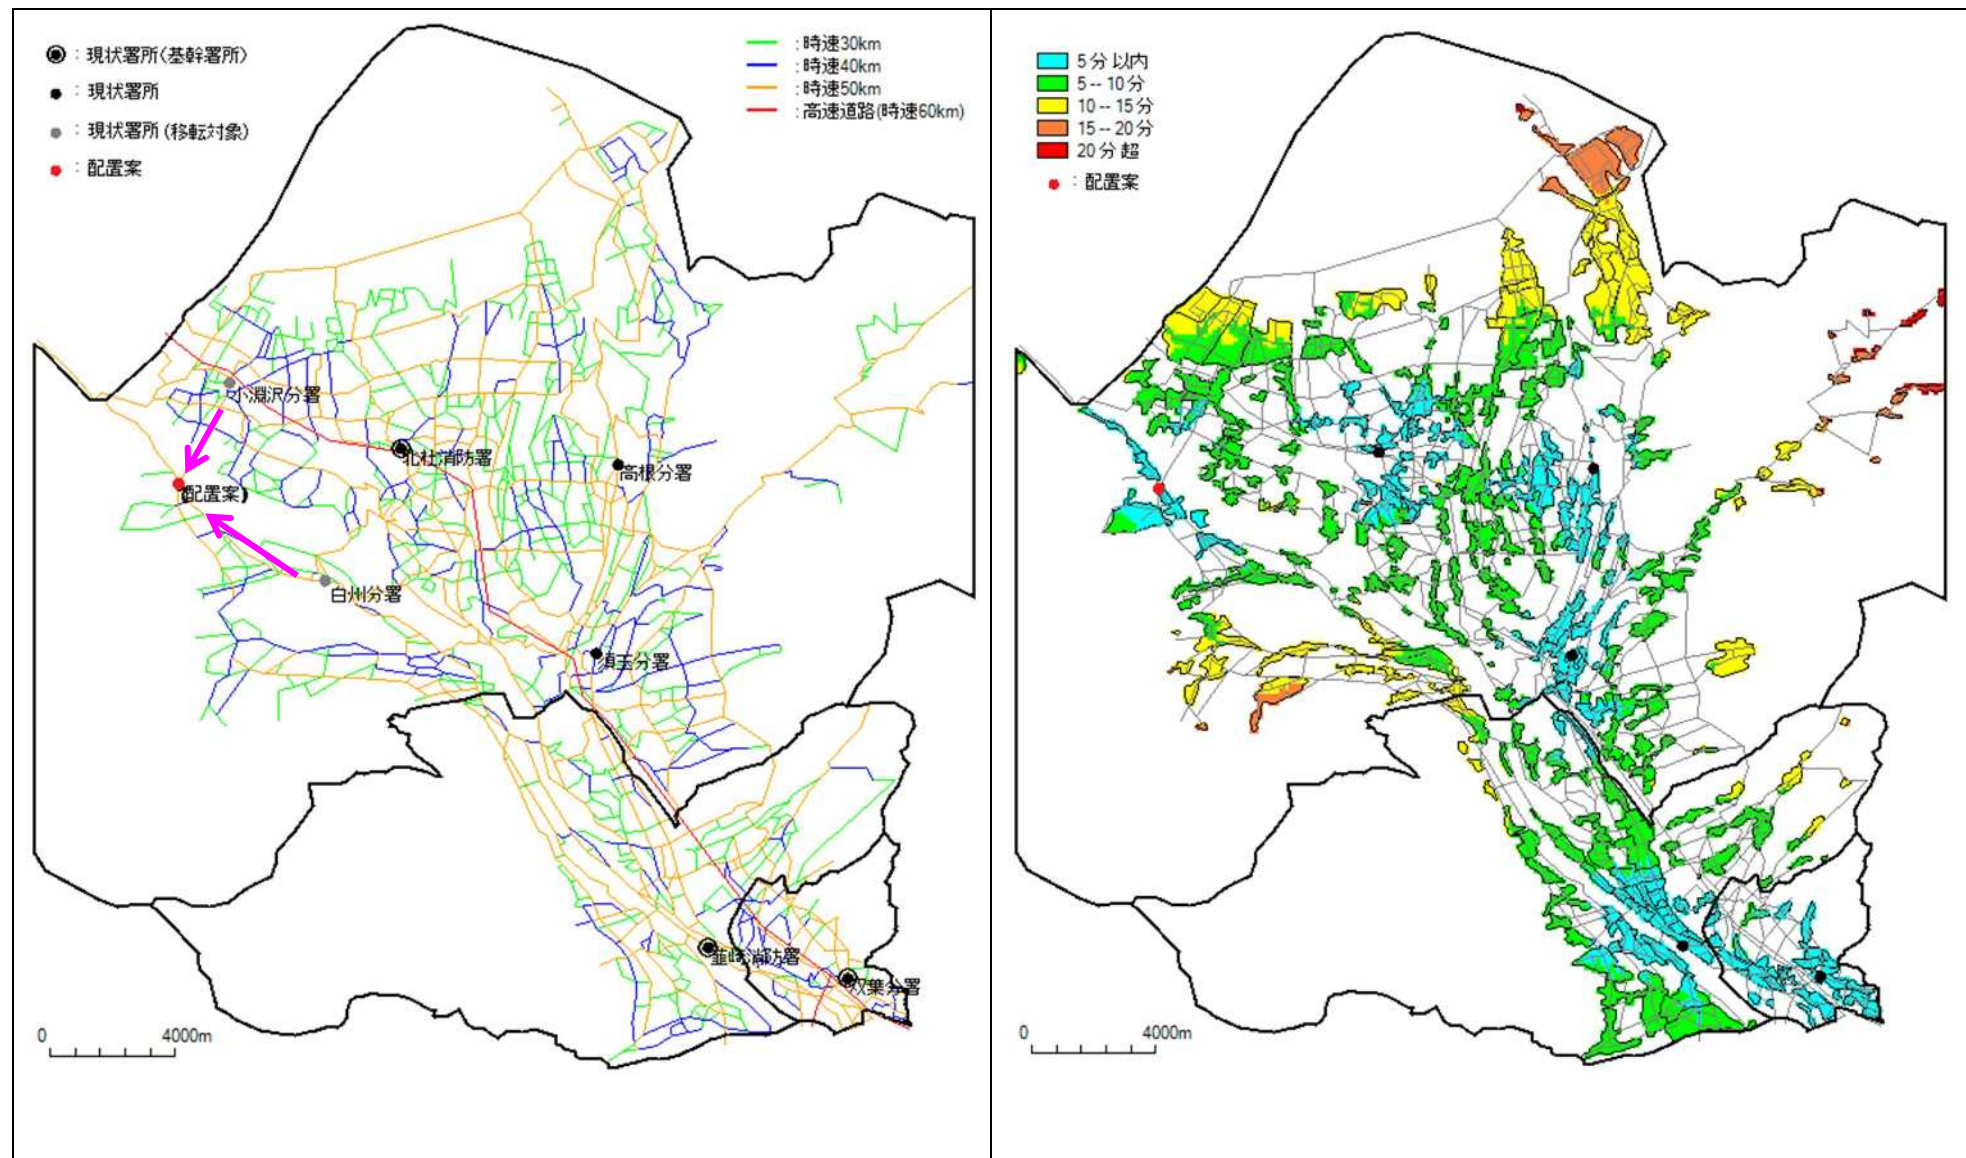 ：現状署所(基幹署所)
：現状署所
：現状署所(移転対象)
：配置案
：時速30km
：時速40km
：時速50km
：高速道路(時速60km)
小淵沢分署
北杜消防署
高根分署
(配置案)
白州分署
須玉分署
韮崎消防署
双葉分署
0 4000m
5分以内
5--10分
10--15分
15--20分
20分超
：配置案
0 4000m